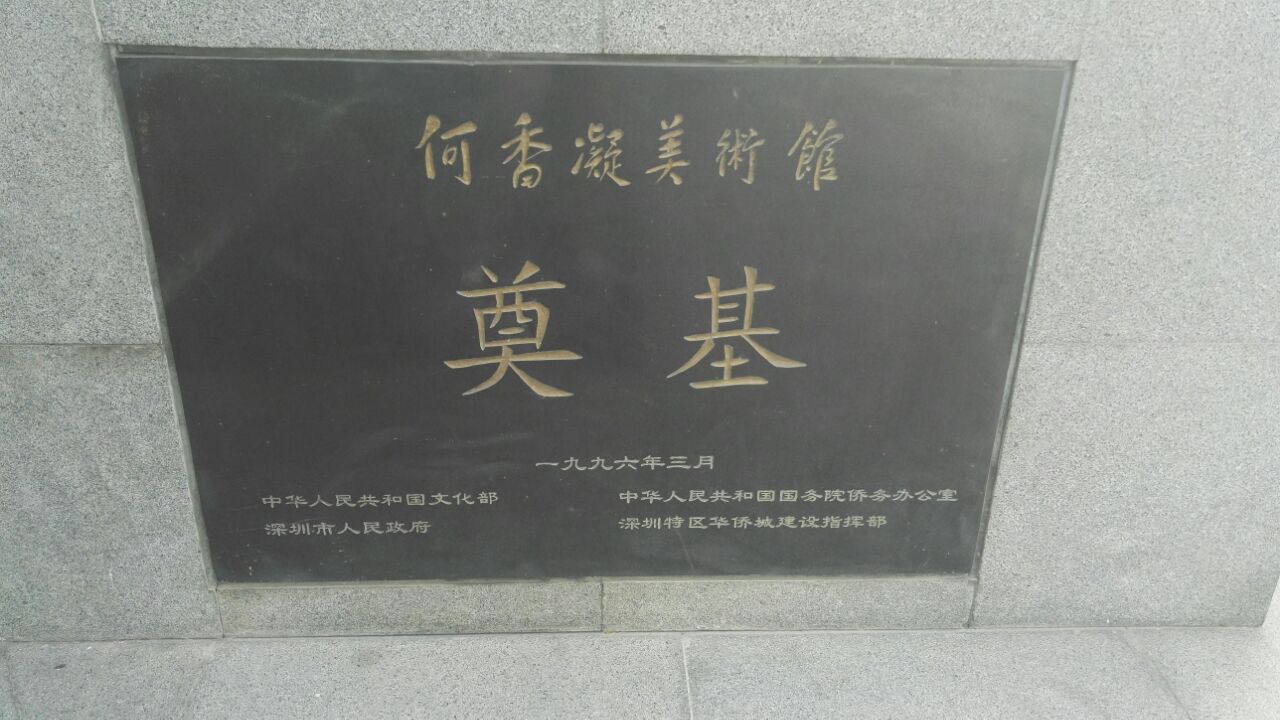 何香凝美術館
奠基
一九九六年三月
中华人民共和国文化部
中华人民共和国国务院侨务办公室
深圳市人民政府
深圳特区华侨城建设指挥部